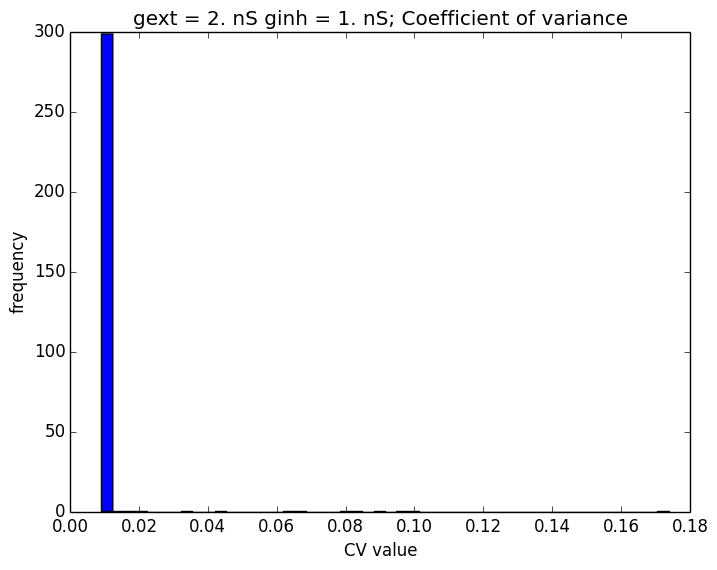 gext = 2. nS ginh = 1. nS; Coefficient of variance
300
250
200
150
100
50
0
frequency
0.00 0.02 0.04 0.06 0.08 0.10 0.12 0.14 0.16 0.18
CV value